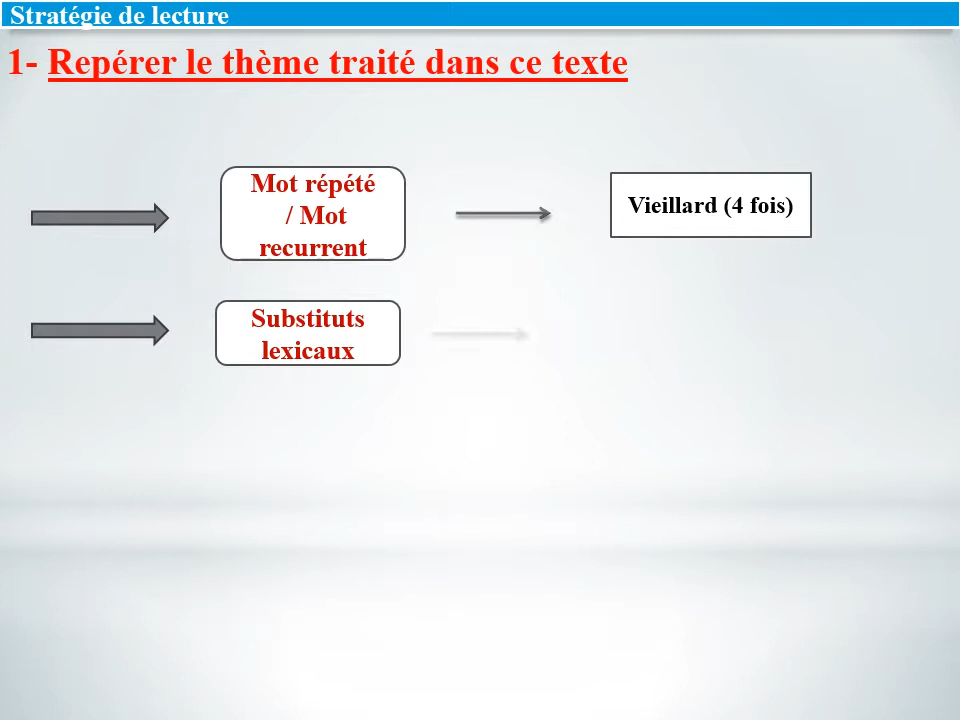 Stratégie de lecture
1- Repérer le thème traité dans ce texte
Mot répété
/ Mot
recurrent
Vieillard (4 fois)
Substituts
lexicaux